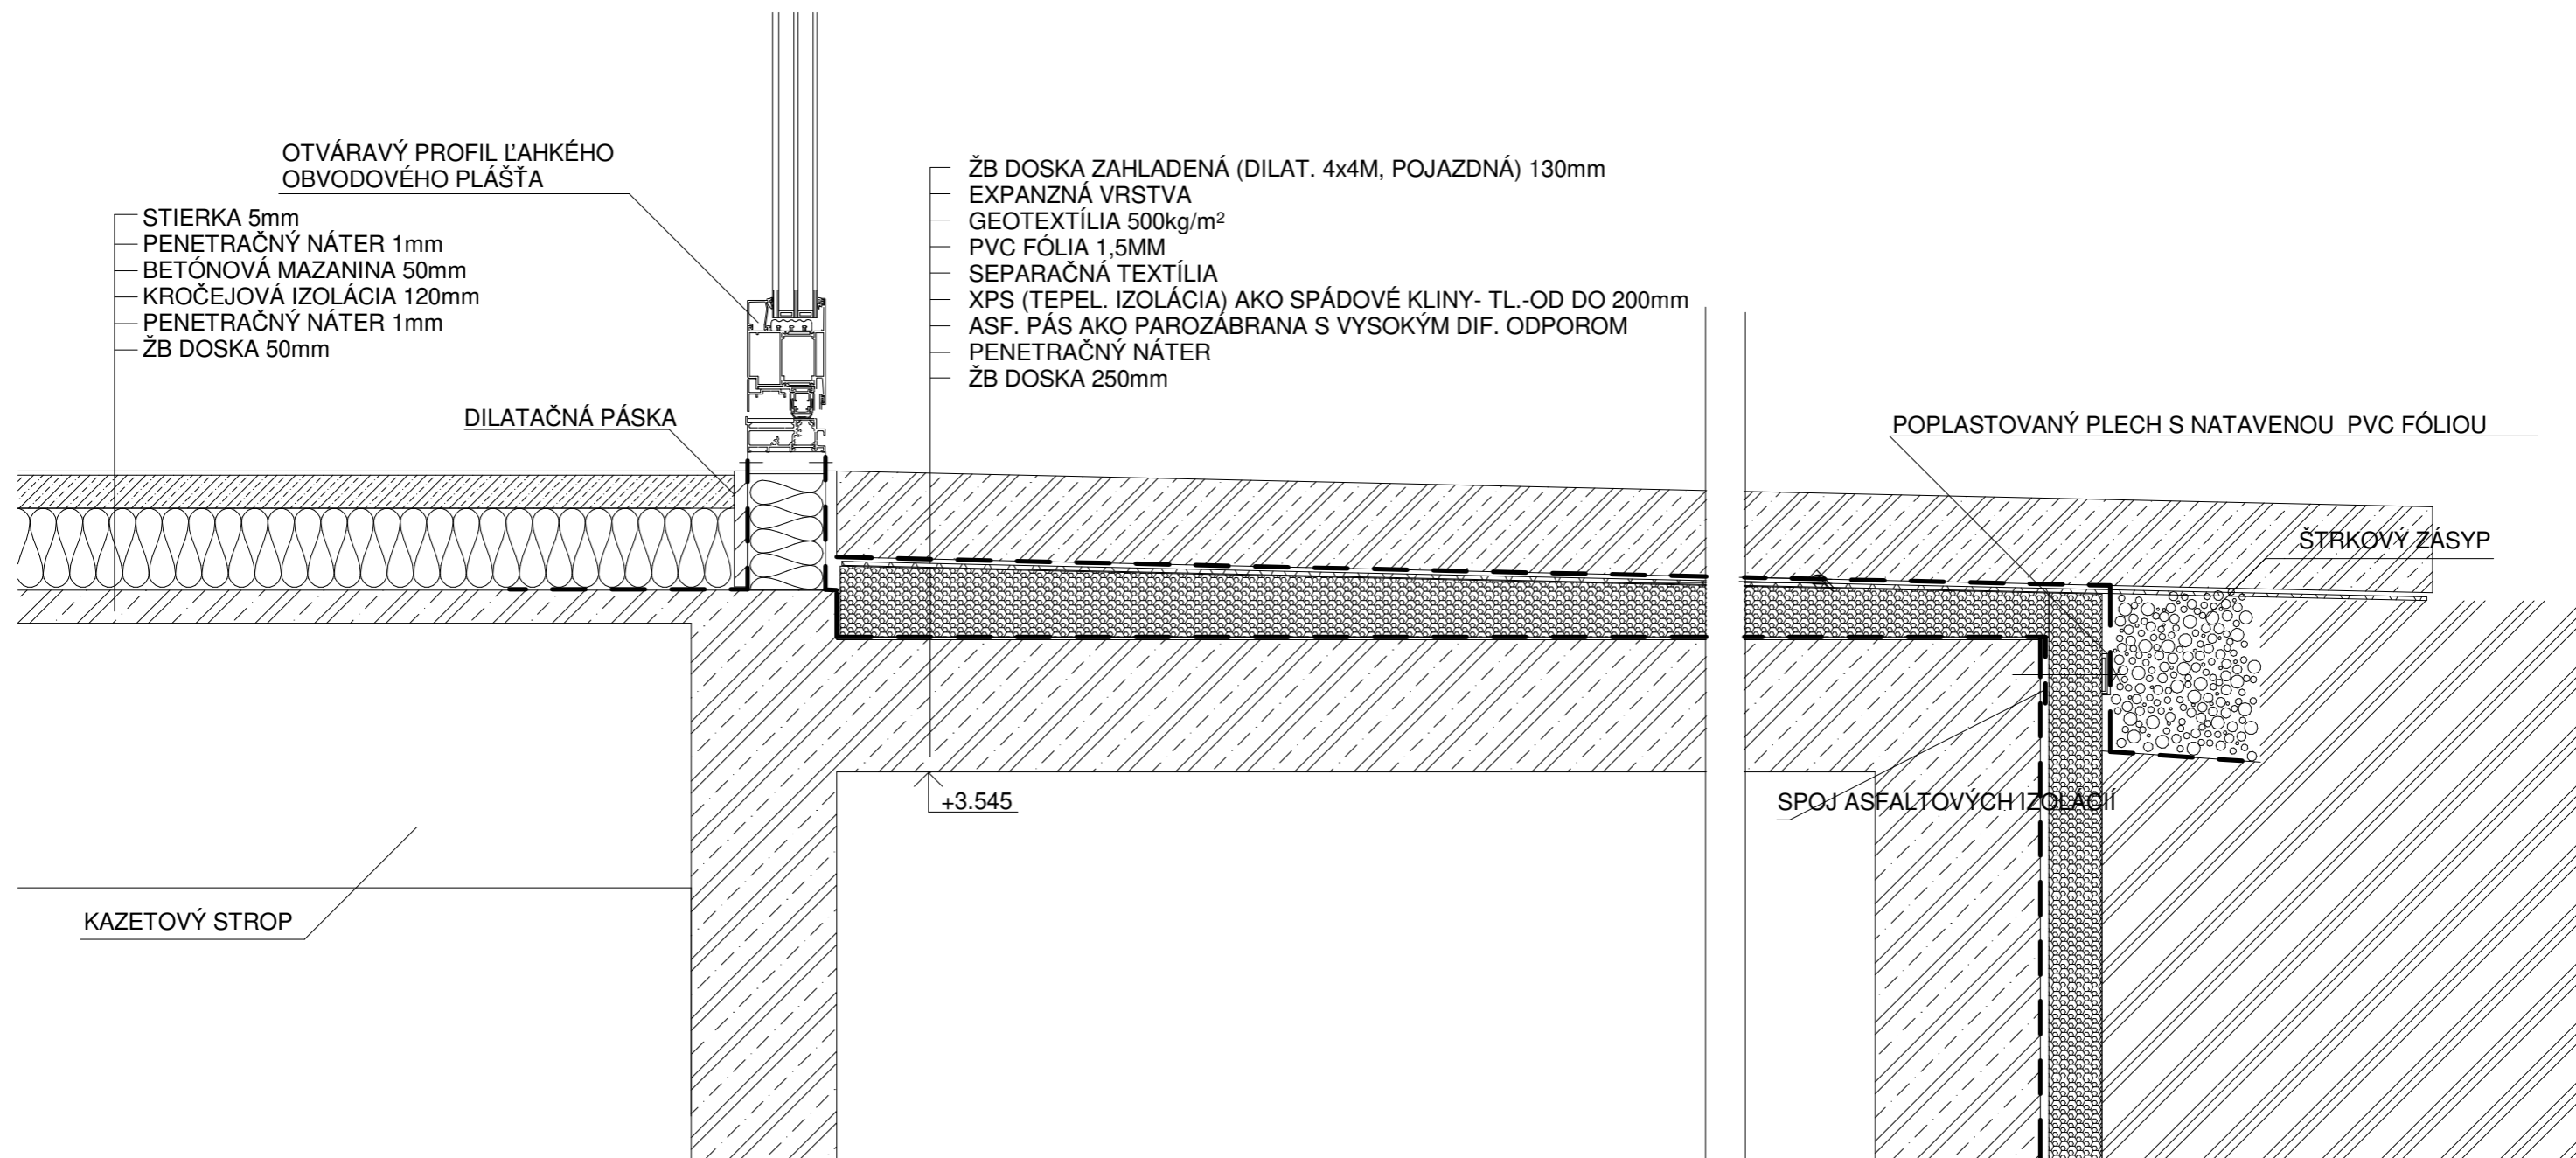 OTVÁRAVÝ PROFIL ĽAHKÉHO
OBVODOVÉHO PLÁŠŤA
STIERKA 5mm
PENETRAČNÝ NÁTER 1mm
BETÓNOVÁ MAZANINA 50mm
KROČEJOVÁ IZOLÁCIA 120mm
PENETRAČNÝ NÁTER 1mm
ŽB DOSKA 50mm
DILATAČNÁ PÁSKA
ŽB DOSKA ZAHLADENÁ (DILAT. 4x4M, POJAZDNÁ) 130mm
EXPANZNÁ VRSTVA
GEOTEXTÍLIA 500kg/m²
PVC FÓLIA 1,5MM
SEPARAČNÁ TEXTÍLIA
XPS (TEPEL. IZOLÁCIA) AKO SPÁDOVÉ KLINY- TL.-OD DO 200mm
ASF. PÁS AKO PAROZÁBRANA S VYSOKÝM DIF. ODPOROM
PENETRAČNÝ NÁTER
ŽB DOSKA 250mm
POPLASTOVANÝ PLECH S NATAVENOU PVC FÓLIOU
ŠTRKOVÝ ZÁSYP
+3.545
SPOJ ASFALTOVÝCH IZOLÁCIÍ
KAZETOVÝ STROP